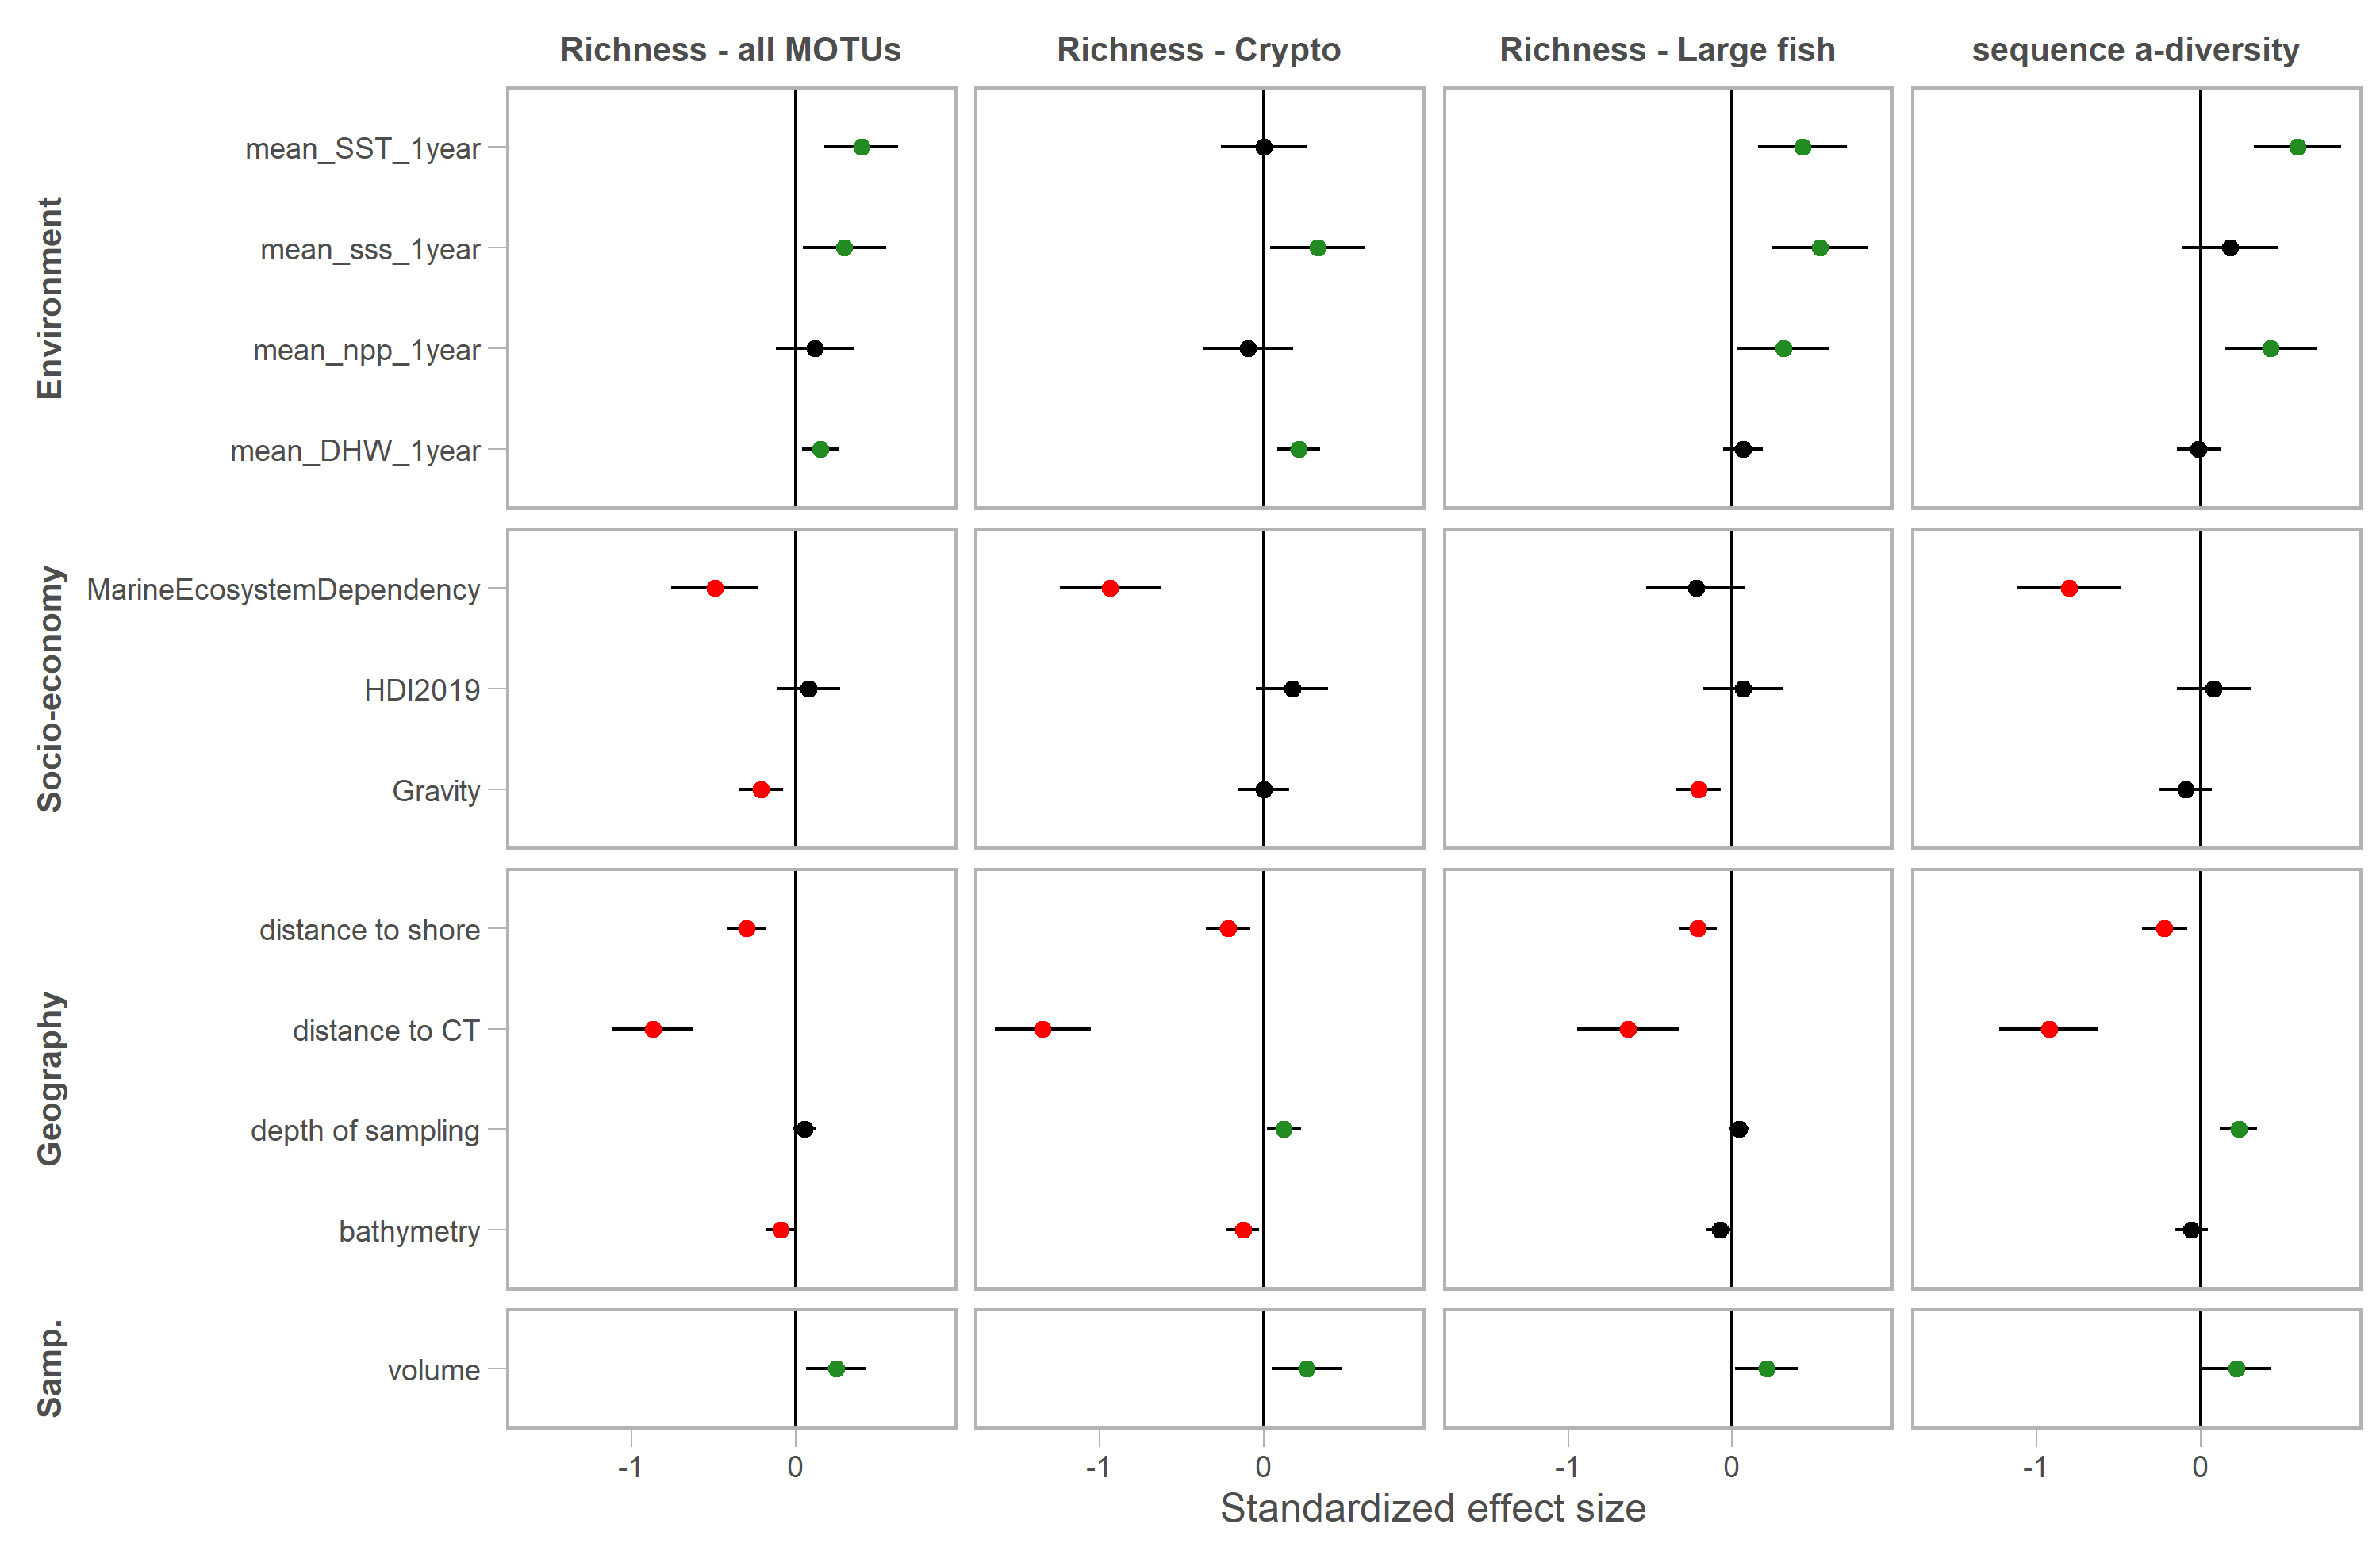 Richness - all MOTUs Richness - Crypto Richness - Large fish sequence a-diversity
Environment
mean_SST_1year
mean_sss_1year
mean_npp_1year
mean_DHW_1year
Socio-economy
MarineEcosystemDependency
HDI2019
Gravity
Geography
distance to shore
distance to CT
depth of sampling
bathymetry
Samp.
volume
-1 0 -1 0 -1 0 -1 0
Standardized effect size